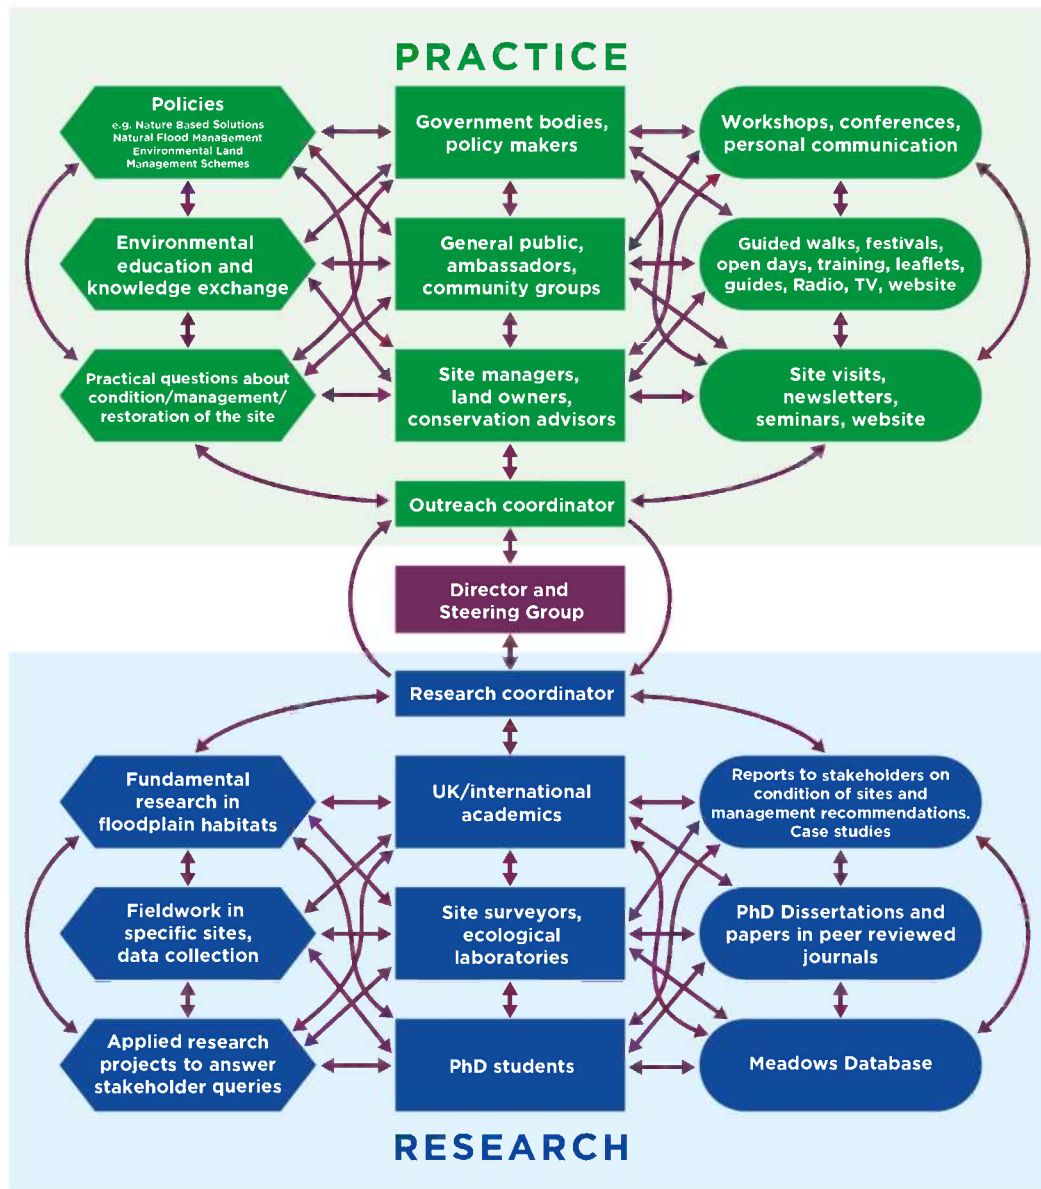 PRACTICE
Policies
e.g. Nature Based Solutions
Natural Flood Management
Environmental Land
Management Schemes
Government bodies,
policy makers
Workshops, conferences,
personal communication
Environmental
education and
knowledge exchange
General public,
ambassadors,
community groups
Guided walks, festivals,
open days, training, leaflets,
guides, Radio, TV, website
Practical questions about
condition/management/
restoration of the site
Site managers,
land owners,
conservation advisors
Site visits,
newsletters,
seminars, website
Outreach coordinator
Director and
Steering Group
Research coordinator
Fundamental
research in
floodplain habitats
UK/international
academics
Reports to stakeholders on
condition of sites and
management recommendations.
Case studies
Fieldwork in
specific sites,
data collection
Site surveyors,
ecological
laboratories
PhD Dissertations and
papers in peer reviewed
journals
Applied research
projects to answer
stakeholder queries
PhD students
Meadows Database
RESEARCH